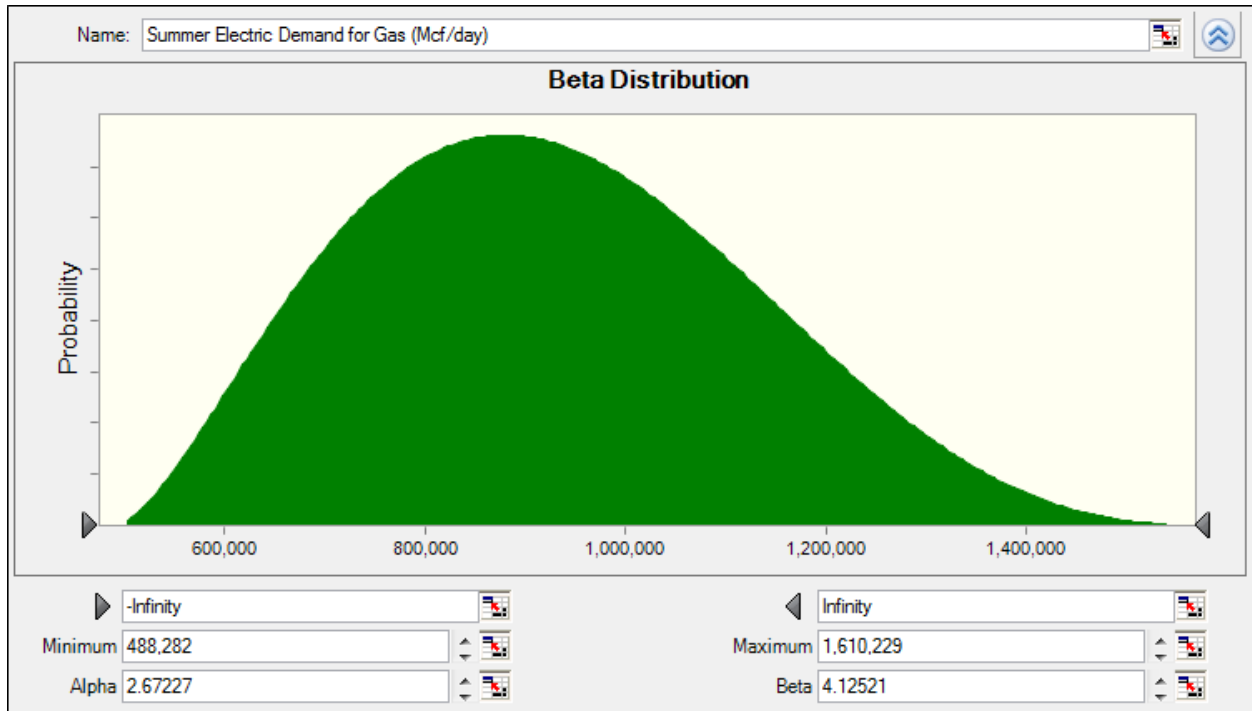 Name: Summer Electric Demand for Gas (Mcf/day)
Beta Distribution
Probability
600,000 800,000 1,000,000 1,200,000 1,400,000
-Infinity Infinity
Minimum 488,282 Maximum 1,610,229
Alpha 2.67227 Beta 4.12521